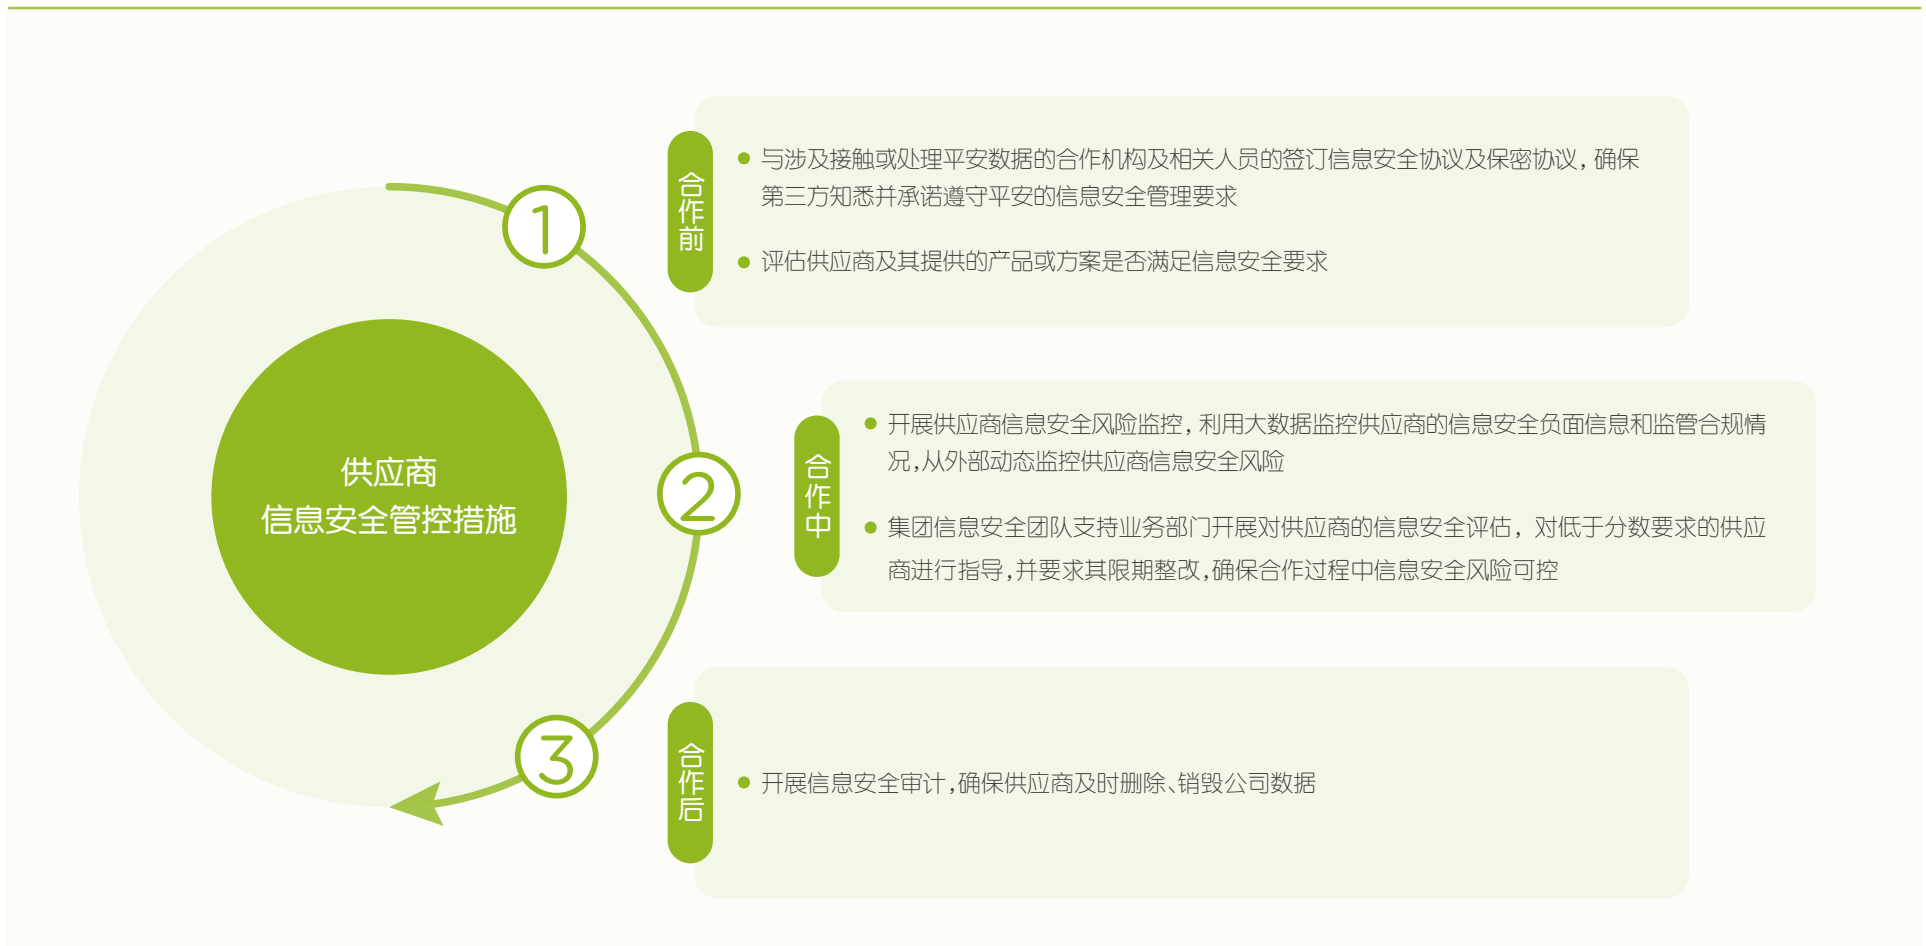 供应商
信息安全管控措施
1
合作前
与涉及接触或处理平安数据的合作机构及相关人员的签订信息安全协议及保密协议，确保
第三方知悉并承诺遵守平安的信息安全管理要求
评估供应商及其提供的产品或方案是否满足信息安全要求
2
合作中
开展供应商信息安全风险监控，利用大数据监控供应商的信息安全负面信息和监管合规情
况，从外部动态监控供应商信息安全风险
集团信息安全团队支持业务部门开展对供应商的信息安全评估，对低于分数要求的供应
商进行指导，并要求其限期整改，确保合作过程中信息安全风险可控
3
合作后
开展信息安全审计，确保供应商及时删除、销毁公司数据